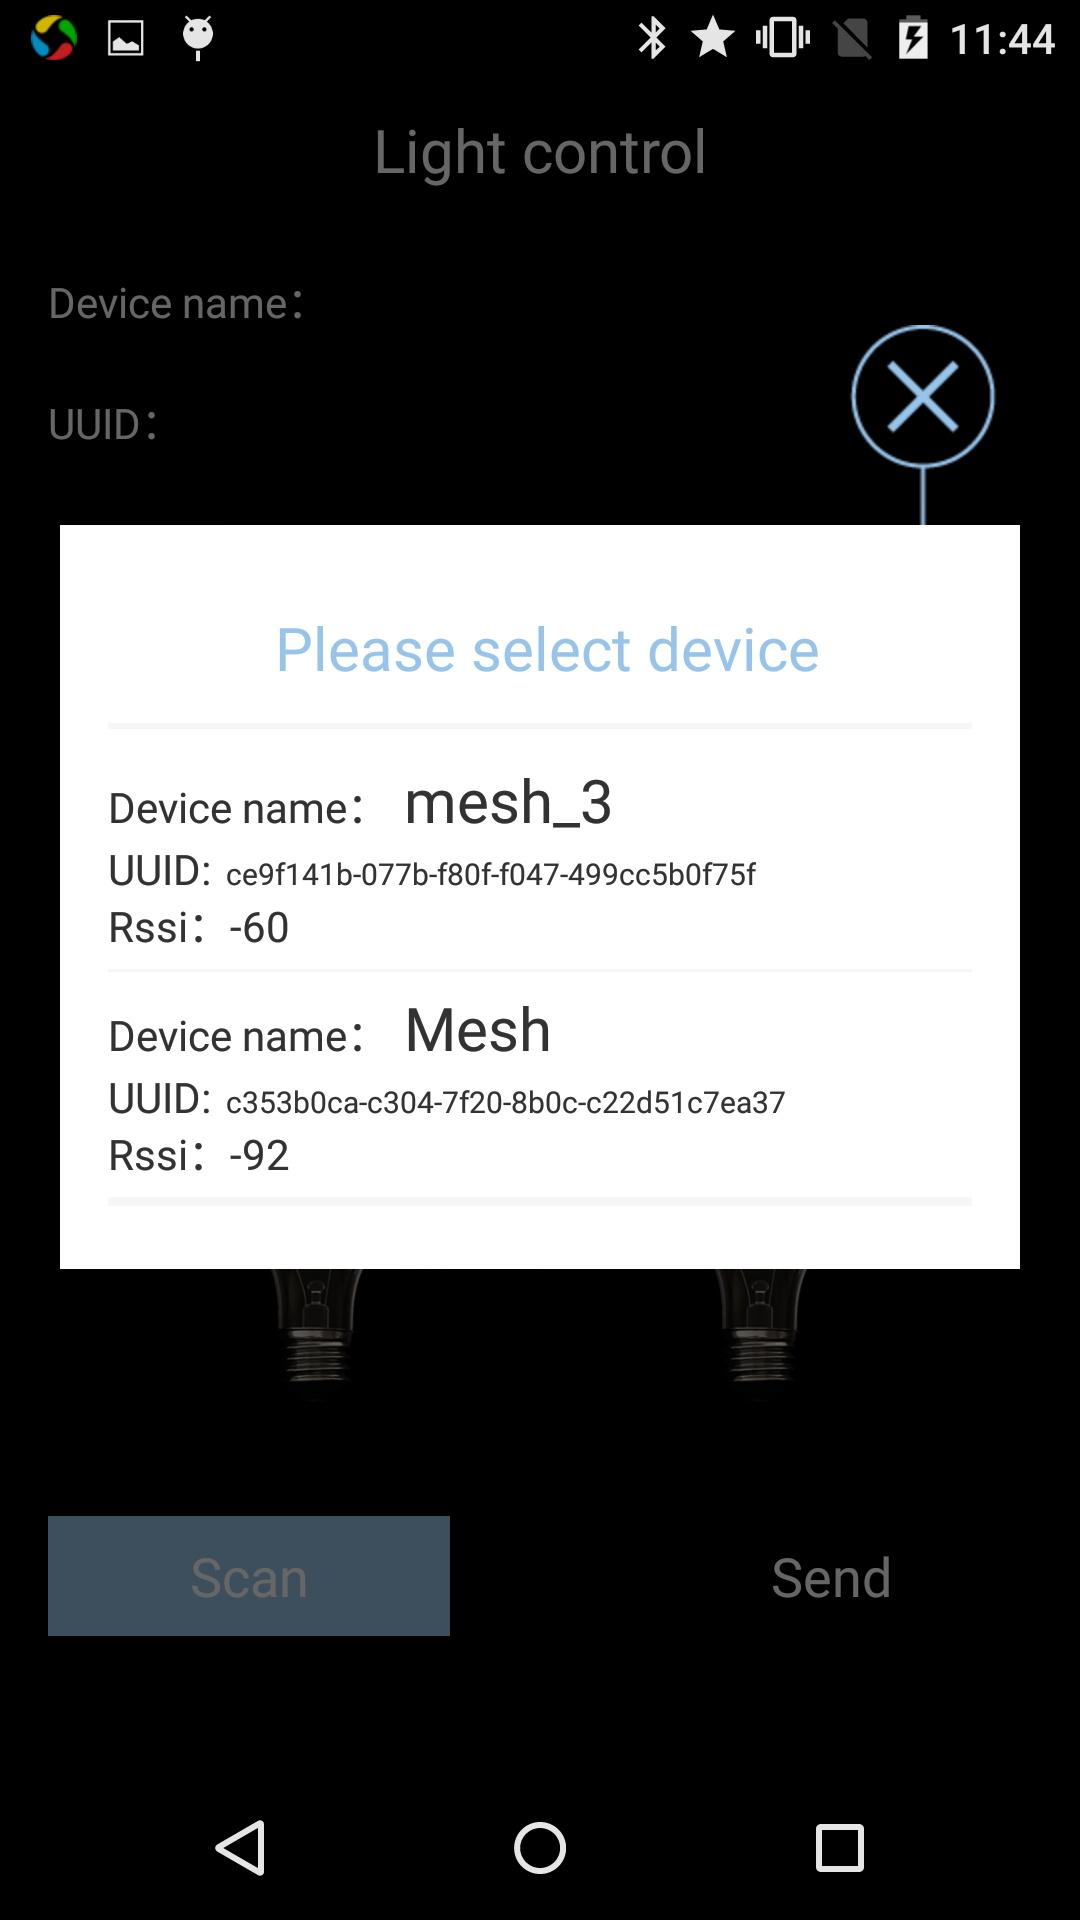 11:44
Light control
Device name：
UUID：
Please select device
Device name： mesh_3
UUID: ce9f141b-077b-f80f-f047-499cc5b0f75f
Rssi： -60
Device name： Mesh
UUID: c353b0ca-c304-7f20-8b0c-c22d51c7ea37
Rssi： -92
Scan Send